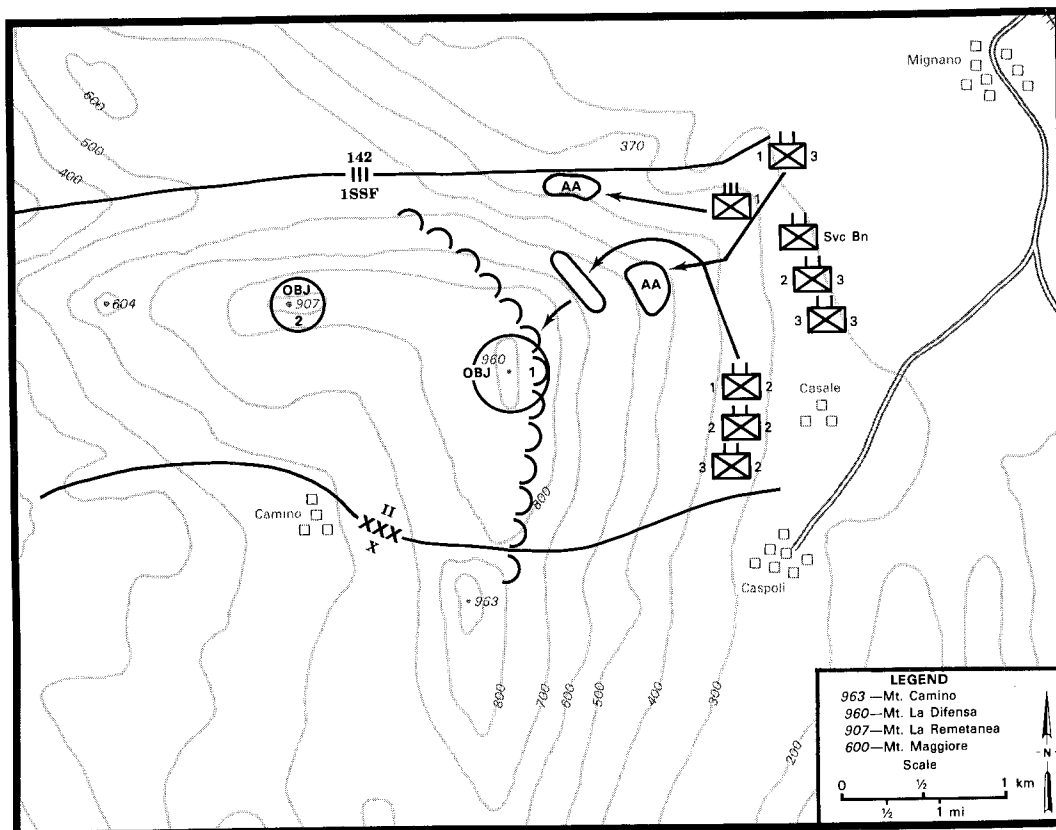 Mignano
600
500
400
370
142
III
1SSF
AA
1 3
1
Svc Bn
2 3
3 3
AA
604
OBJ
907
2
960
OBJ 1
1 2
2 2
3 2
Casale
800
Camino
II
XXX
X
Caspoli
963
800
700
600
500
400
300
200
LEGEND
963—Mt. Camino
960—Mt. La Difensa
907—Mt. La Remetanea
600—Mt. Maggiore
Scale
0 ½ 1 km
½ 1 mi
N